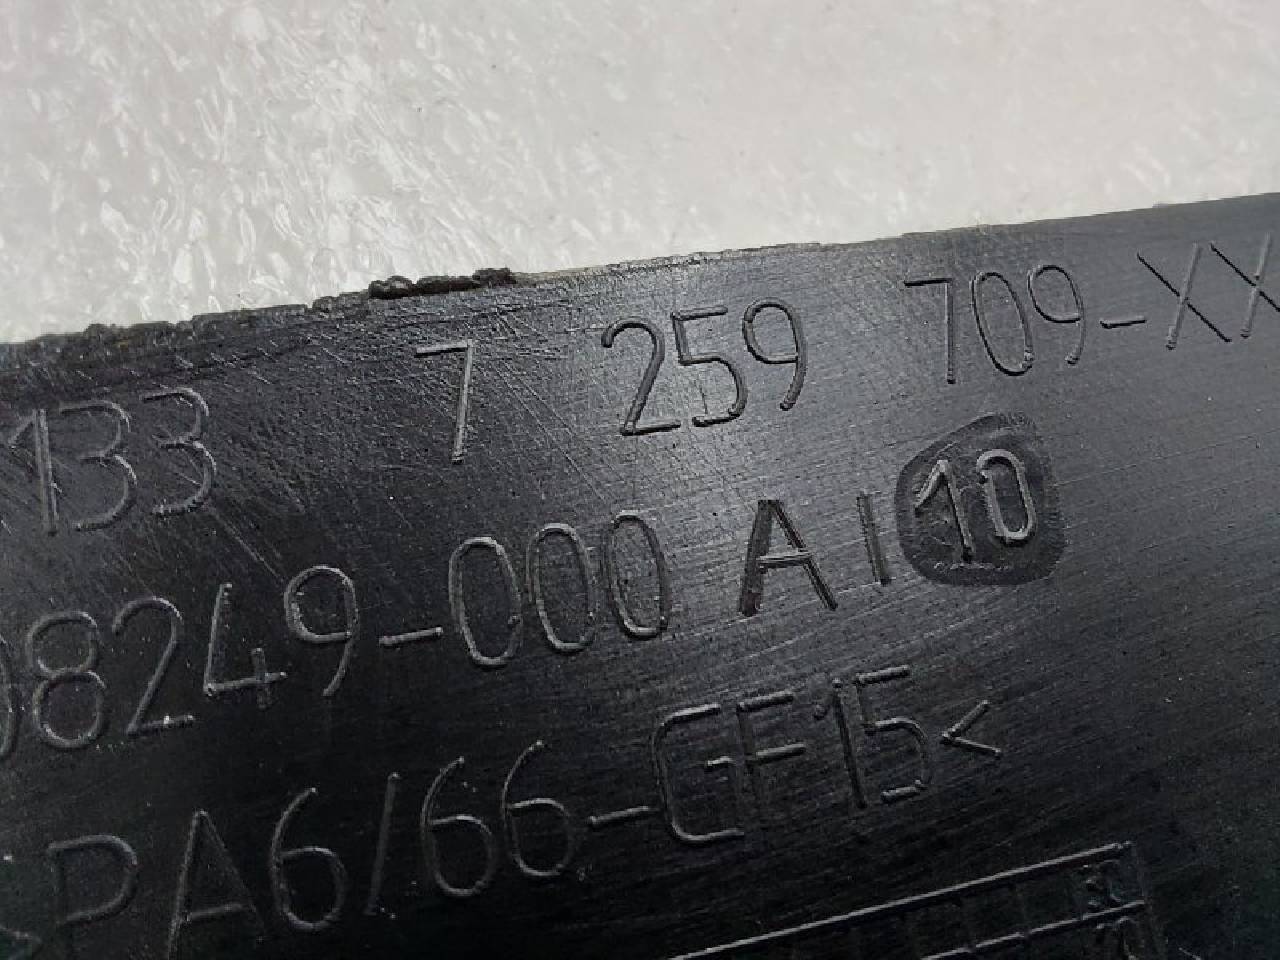 133 7 259 709-XX
08249-000 A I 10
>PA6/66-GF15<